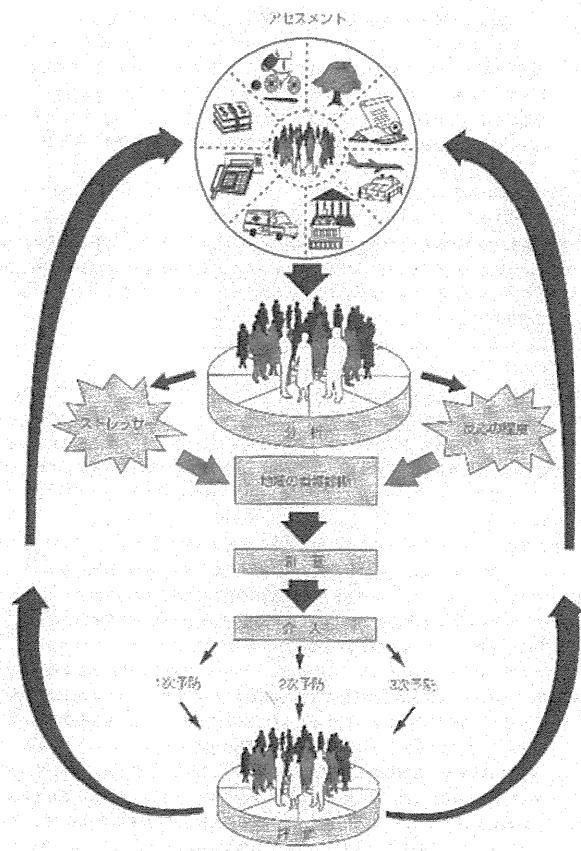 アセスメント
分析
ストレッサー
反応の程度
地域の看護診断
計画
介入
1次予防
2次予防
3次予防
評価